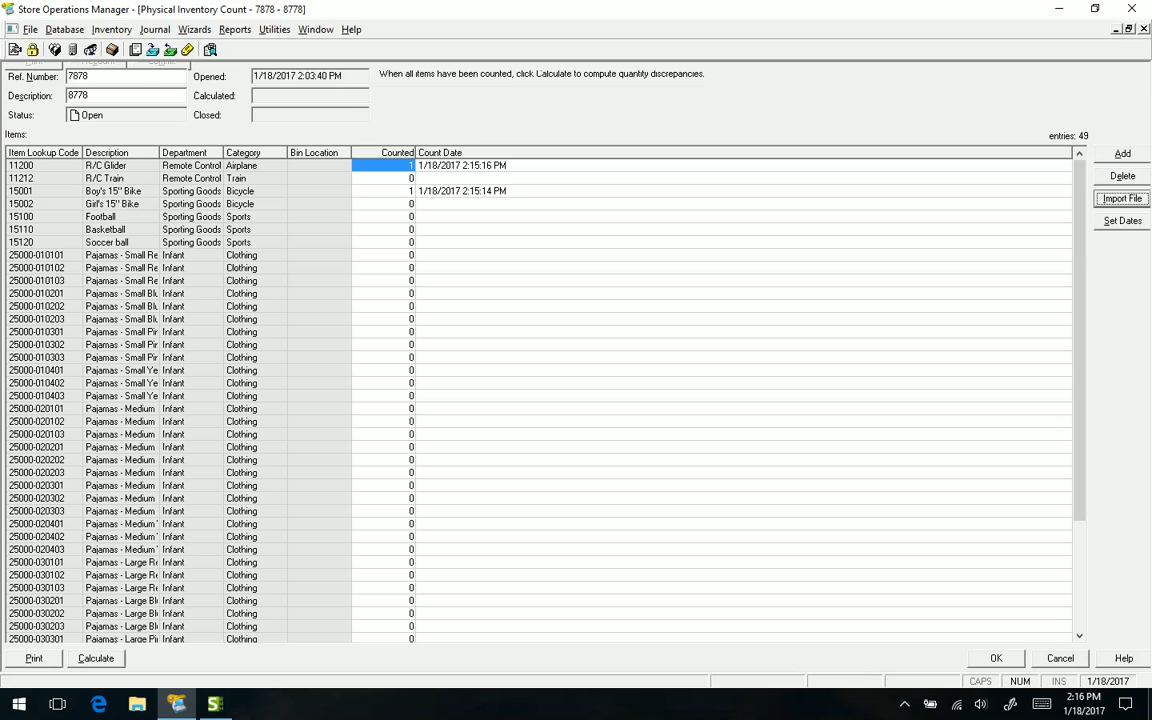 Store Operations Manager - [Physical Inventory Count - 7878 - 8778]
File Database Inventory Journal Wizards Reports Utilities Window Help
Ref. Number: 7878 Opened: 1/18/2017 2:03:40 PM When all items have been counted, click Calculate to compute quantity discrepancies.
Description: 8778 Calculated:
Status: Open Closed:
Items: entries: 49
Item Lookup Code Description Department Category Bin Location Counted Count Date
11200 R/C Glider Remote Control Airplane 1 1/18/2017 2:15:16 PM
11212 R/C Train Remote Control Train 0
15001 Boy's 15" Bike Sporting Goods Bicycle 1 1/18/2017 2:15:14 PM
15002 Girl's 15" Bike Sporting Goods Bicycle 0
15100 Football Sporting Goods Sports 0
15110 Basketball Sporting Goods Sports 0
15120 Soccer ball Sporting Goods Sports 0
25000-010101 Pajamas - Small Re Infant Clothing 0
25000-010102 Pajamas - Small Re Infant Clothing 0
25000-010103 Pajamas - Small Re Infant Clothing 0
25000-010201 Pajamas - Small Blu Infant Clothing 0
25000-010202 Pajamas - Small Blu Infant Clothing 0
25000-010203 Pajamas - Small Blu Infant Clothing 0
25000-010301 Pajamas - Small Pin Infant Clothing 0
25000-010302 Pajamas - Small Pin Infant Clothing 0
25000-010303 Pajamas - Small Pin Infant Clothing 0
25000-010401 Pajamas - Small Ye Infant Clothing 0
25000-010402 Pajamas - Small Ye Infant Clothing 0
25000-010403 Pajamas - Small Ye Infant Clothing 0
25000-020101 Pajamas - Medium Infant Clothing 0
25000-020102 Pajamas - Medium Infant Clothing 0
25000-020103 Pajamas - Medium Infant Clothing 0
25000-020201 Pajamas - Medium Infant Clothing 0
25000-020202 Pajamas - Medium Infant Clothing 0
25000-020203 Pajamas - Medium Infant Clothing 0
25000-020301 Pajamas - Medium Infant Clothing 0
25000-020302 Pajamas - Medium Infant Clothing 0
25000-020303 Pajamas - Medium Infant Clothing 0
25000-020401 Pajamas - Medium Infant Clothing 0
25000-020402 Pajamas - Medium Infant Clothing 0
25000-020403 Pajamas - Medium Infant Clothing 0
25000-030101 Pajamas - Large Re Infant Clothing 0
25000-030102 Pajamas - Large Re Infant Clothing 0
25000-030103 Pajamas - Large Re Infant Clothing 0
25000-030201 Pajamas - Large Blu Infant Clothing 0
25000-030202 Pajamas - Large Blu Infant Clothing 0
25000-030203 Pajamas - Large Blu Infant Clothing 0
25000-030301 Pajamas - Large Pin Infant Clothing 0
Add
Delete
Import File
Set Dates
Print Calculate OK Cancel Help
CAPS NUM INS 1/18/2017
2:16 PM
1/18/2017